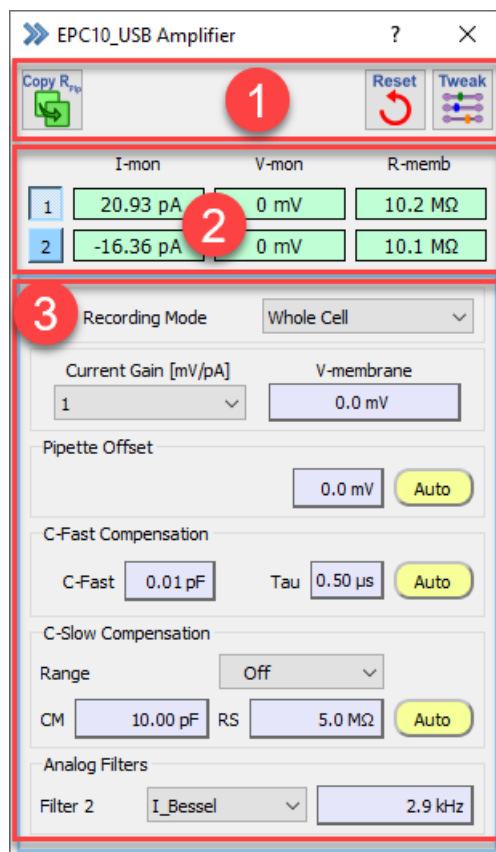 EPC10_USB Amplifier ? ×
Copy R_Pip
Reset Tweak
1
I-mon V-mon R-memb
1 20.93 pA 0 mV 10.2 MΩ
2
2 -16.36 pA 0 mV 10.1 MΩ
3
Recording Mode Whole Cell
Current Gain [mV/pA] V-membrane
1 0.0 mV
Pipette Offset
0.0 mV Auto
C-Fast Compensation
C-Fast 0.01 pF Tau 0.50 µs Auto
C-Slow Compensation
Range Off
CM 10.00 pF RS 5.0 MΩ Auto
Analog Filters
Filter 2 I_Bessel 2.9 kHz